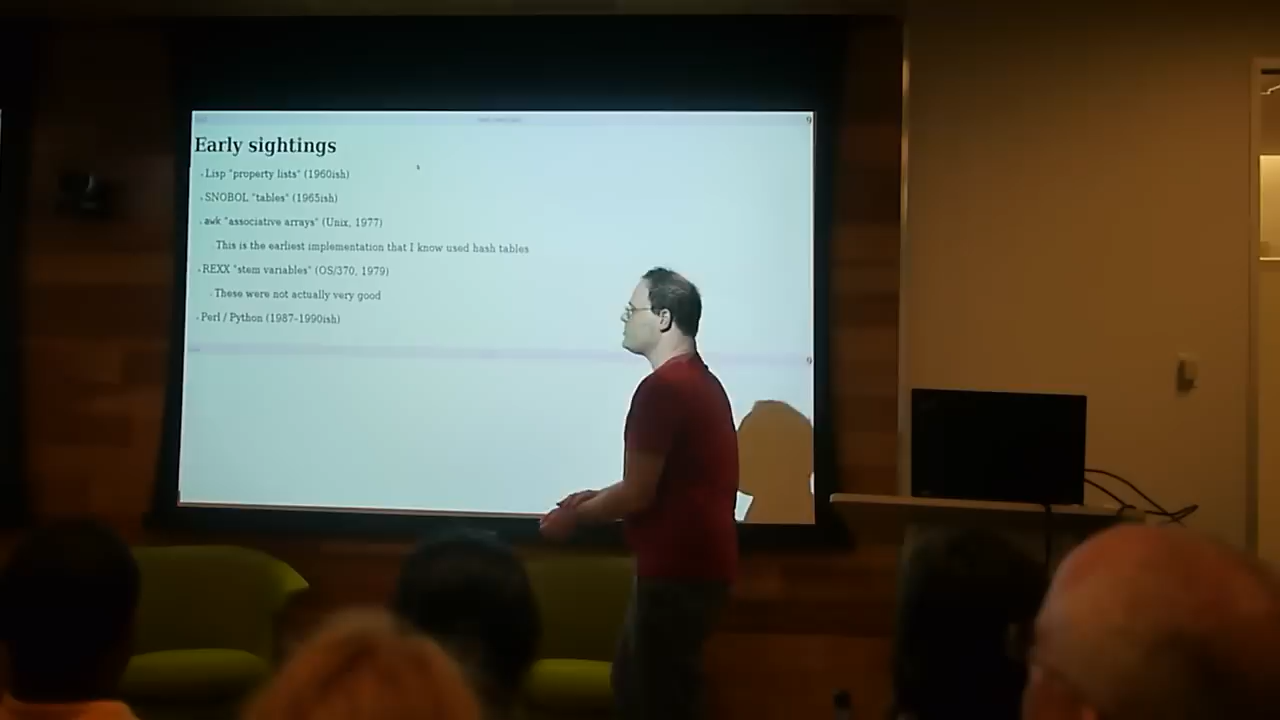 Early sightings
Lisp "property lists" (1960ish)
SNOBOL "tables" (1965ish)
awk "associative arrays" (Unix, 1977)
This is the earliest implementation that I know used hash tables
REXX "stem variables" (OS/370, 1979)
These were not actually very good
Perl / Python (1987-1990ish)